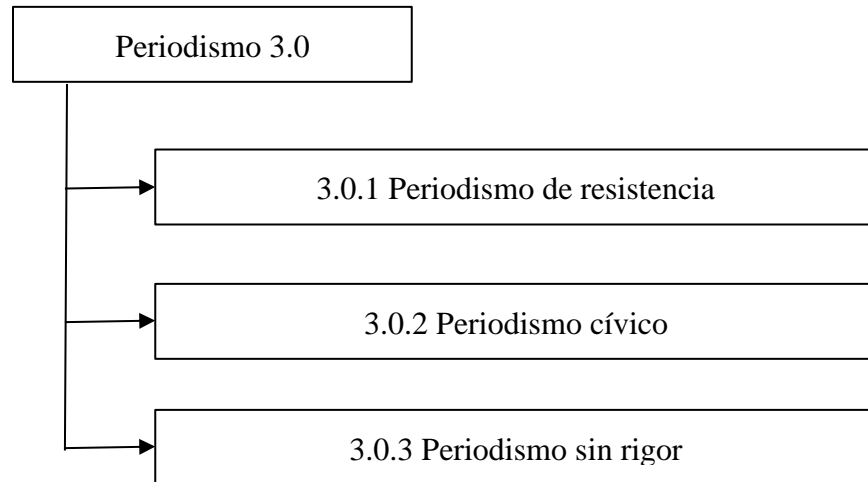 Periodismo 3.0
3.0.1 Periodismo de resistencia
3.0.2 Periodismo cívico
3.0.3 Periodismo sin rigor